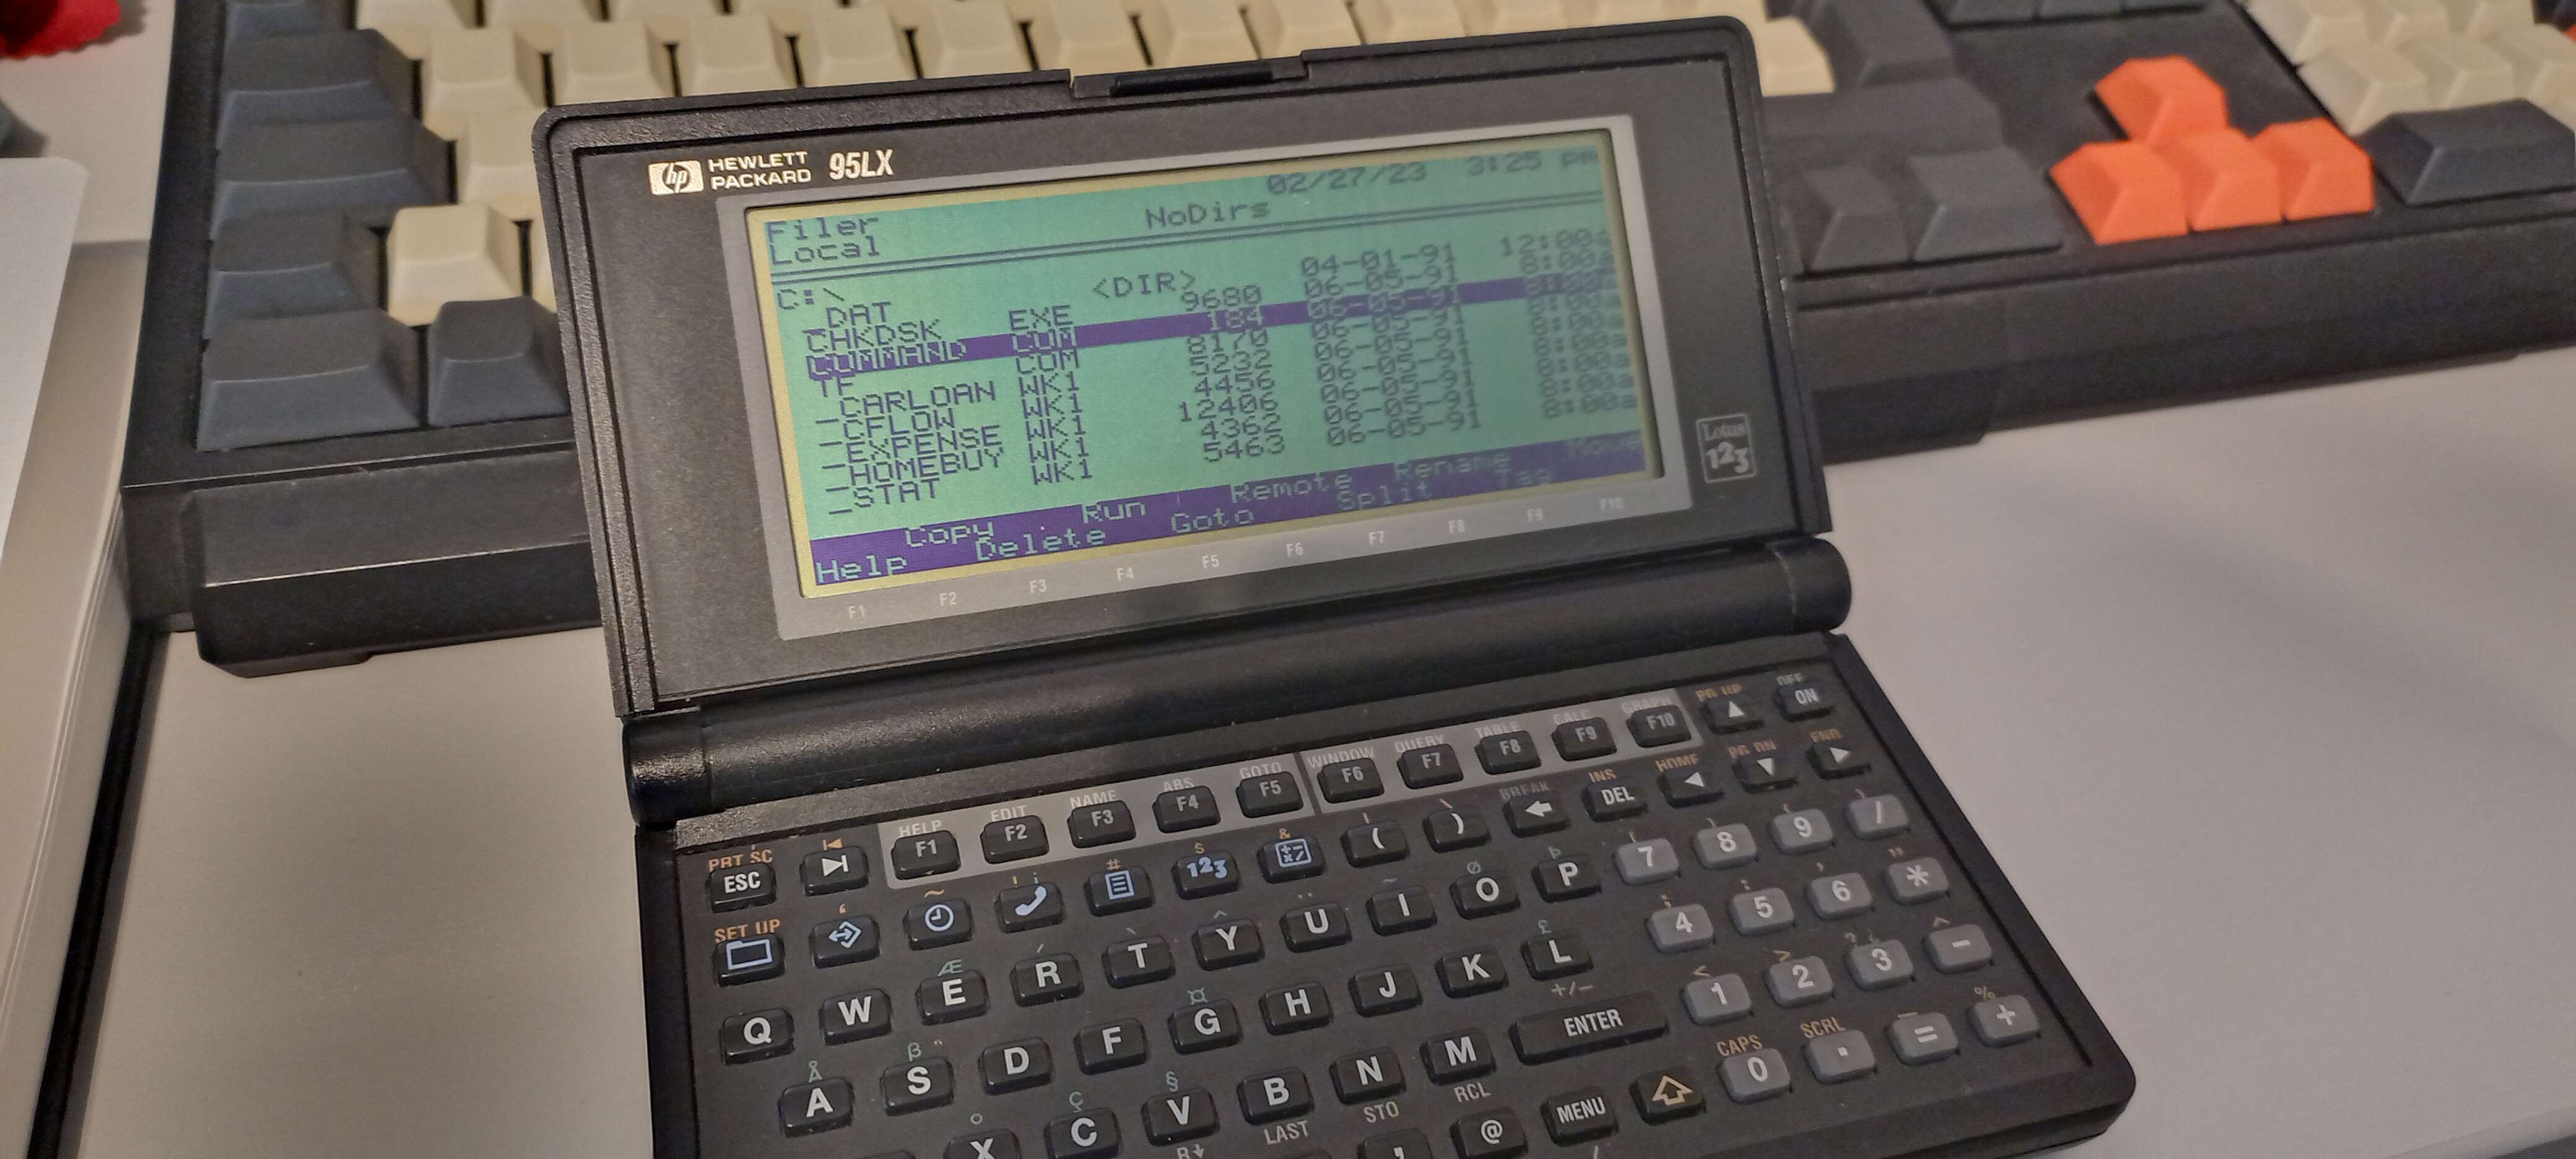 hp HEWLETT PACKARD 95LX
Filer 02/27/23 3:25 pm
Local NoDirs
C:\
_DAT <DIR> 04-01-91 12:00a
CHKDSK EXE 9680 06-05-91 8:00a
COMMAND COM 184 06-05-91
TF COM 8170 06-05-91 8:00a
_CARLOAN WK1 5232 06-05-91 8:00a
_CFLOW WK1 4456 06-05-91 8:00a
_EXPENSE WK1 12406 06-05-91 8:00a
_HOMEBUY WK1 4362 06-05-91 8:00a
_STAT WK1 5463 06-05-91 8:00a
Copy Run Remote Rename Move
Help Delete Goto Split Tag
F1 F2 F3 F4 F5 F6 F7 F8 F9 F10
Lotus
123
HELP EDIT NAME ABS GOTO WINDOW QUERY TABLE CALC GRAPH PG UP OFF
F1 F2 F3 F4 F5 F6 F7 F8 F9 F10 ON
PRT SC # $ & BREAK INS HOME PG DN END
ESC 123 ( ) DEL
SET UP
7 8 9 /
Q W E R T Y U I O P 4 5 6 *
Æ Ø Þ
A S D F G H J K L 1 2 3 -
Å ß ¤ £ < > ? ¿
X C V B N M ENTER 0 . = +
Ç § +/- CAPS SCRL %
LAST STO RCL
R↓ , @ MENU